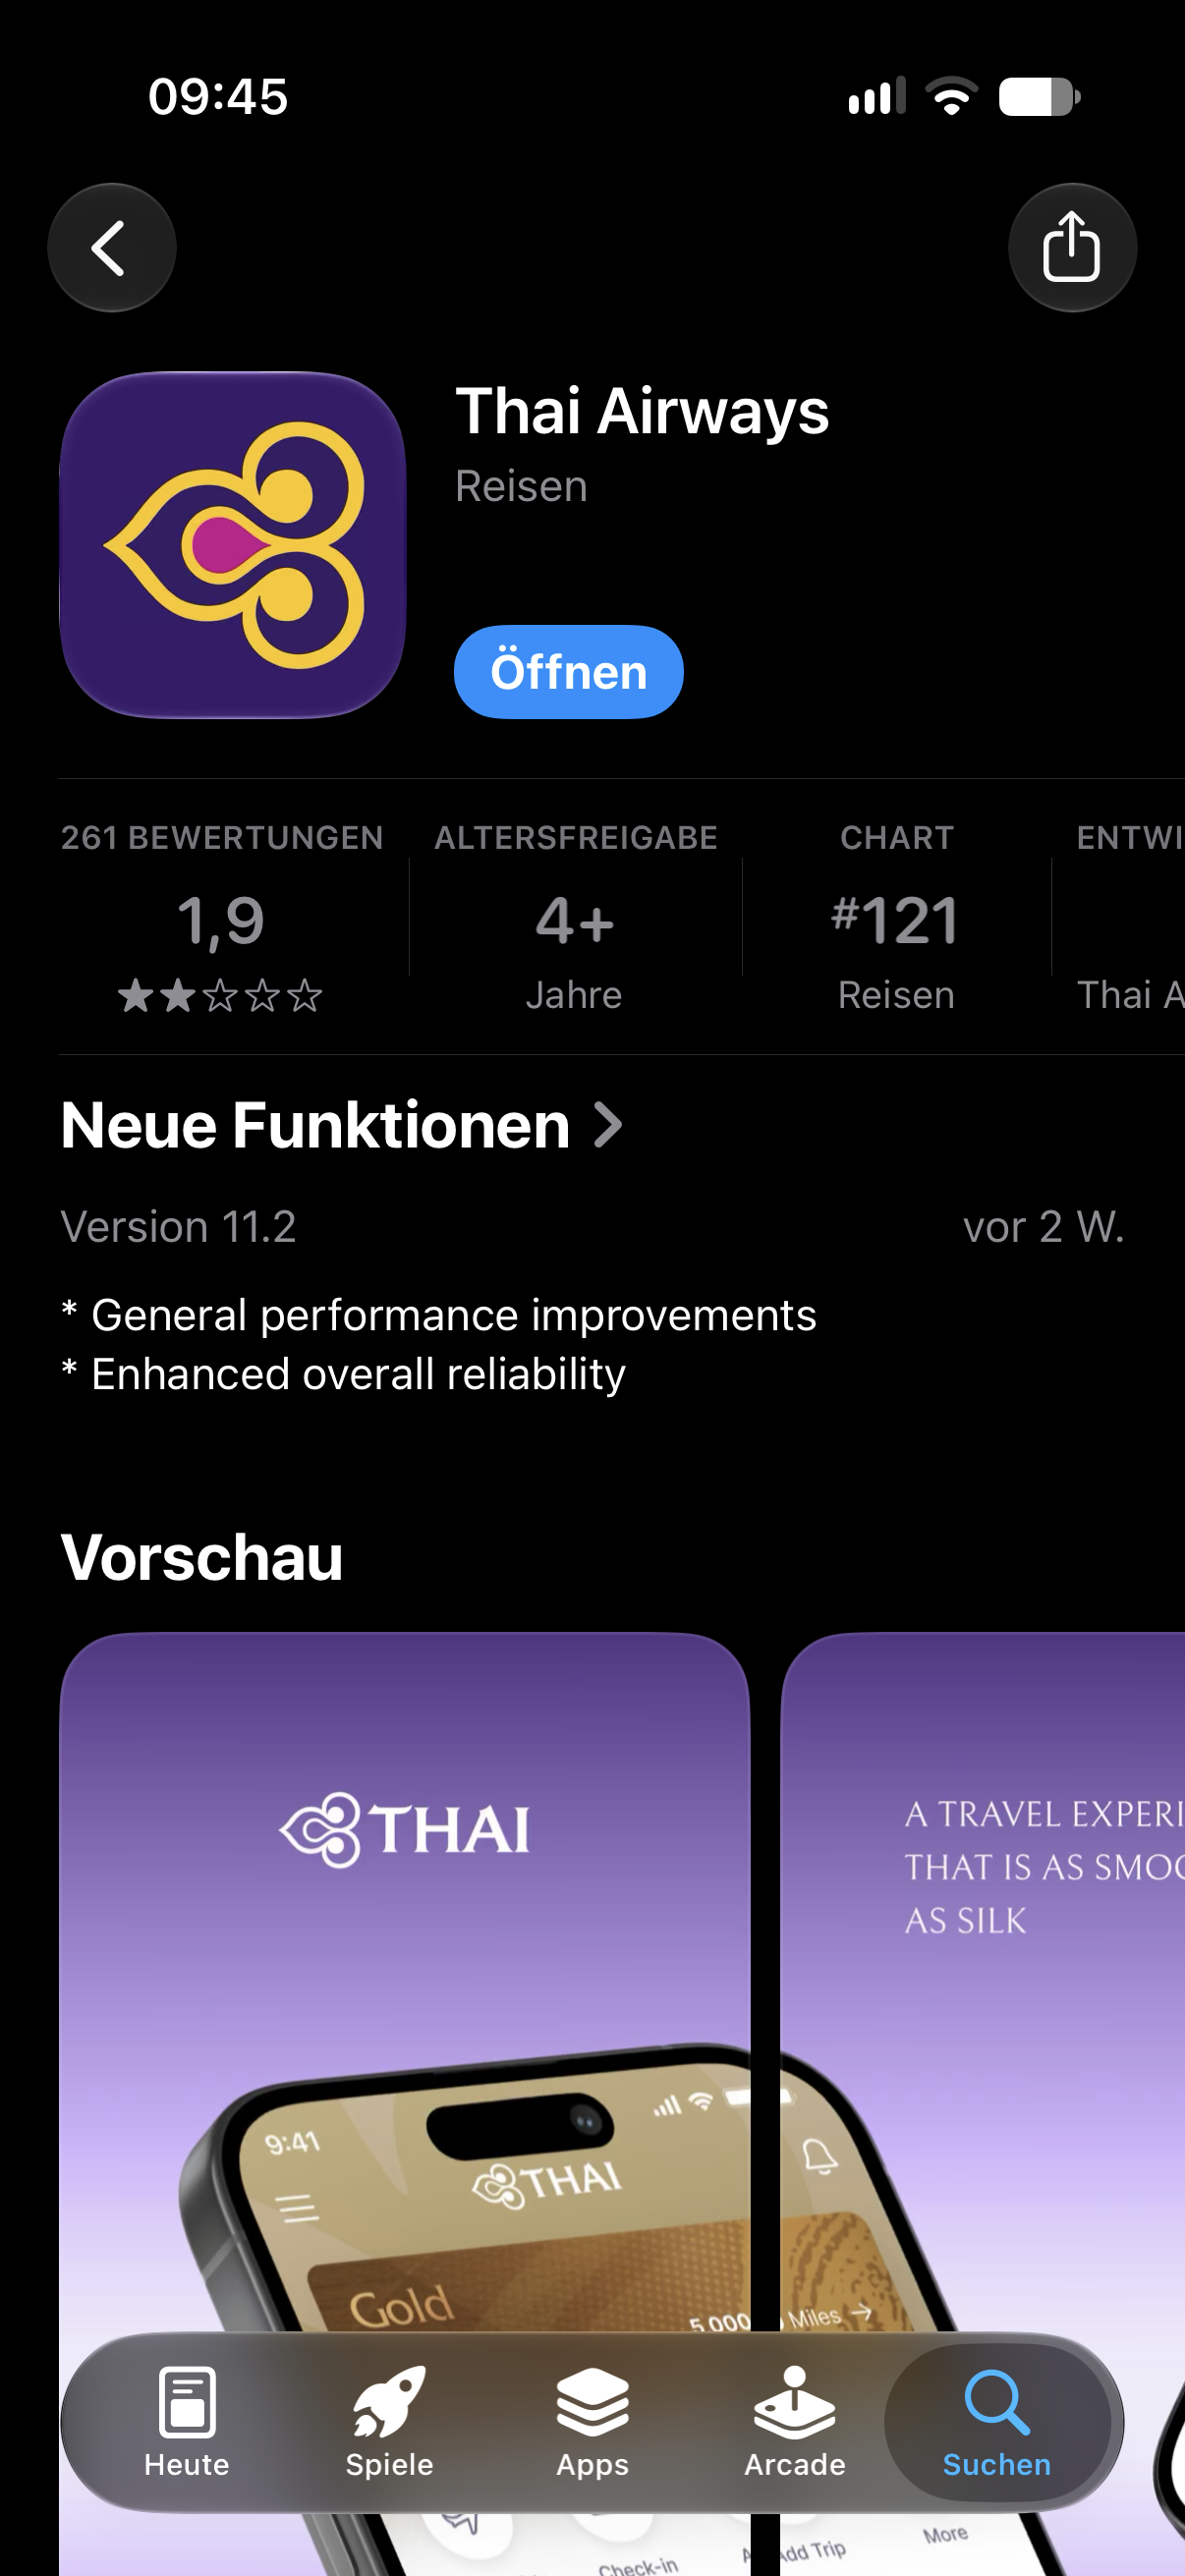 09:45
Thai Airways
Reisen
Öffnen
261 BEWERTUNGEN
1,9
ALTERSFREIGABE
4+
Jahre
CHART
#121
Reisen
ENTWI
Thai A
Neue Funktionen
Version 11.2
vor 2 W.
* General performance improvements
* Enhanced overall reliability
Vorschau
THAI
A TRAVEL EXPERI
THAT IS AS SMOO
AS SILK
9:41
THAI
Gold
5,000
Miles →
Heute
Spiele
Apps
Arcade
Suchen
Check-in
Add Trip
More